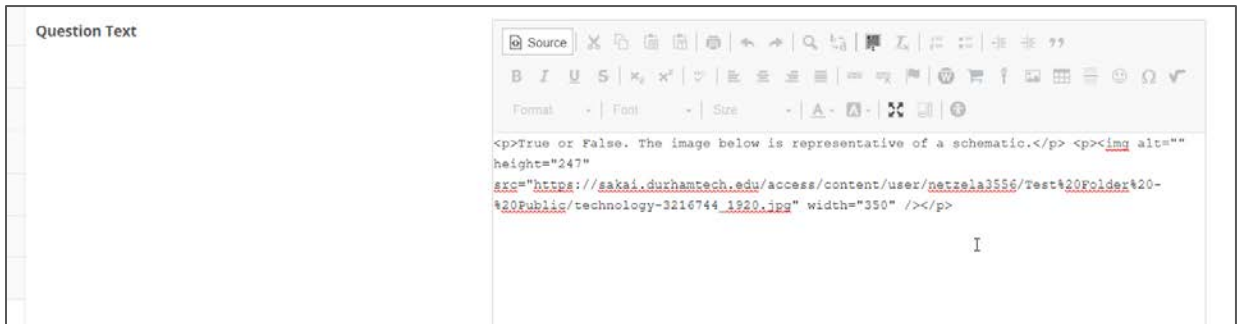 Question Text
Source
B I U S x₂ x²
Format Font Size A A
<p>True or False. The image below is representative of a schematic.</p> <p><img alt=""
height="247"
src="https://sakai.durhamtech.edu/access/content/user/netzela3556/Test%20Folder%20-
%20Public/technology-3216744_1920.jpg" width="350" /></p>